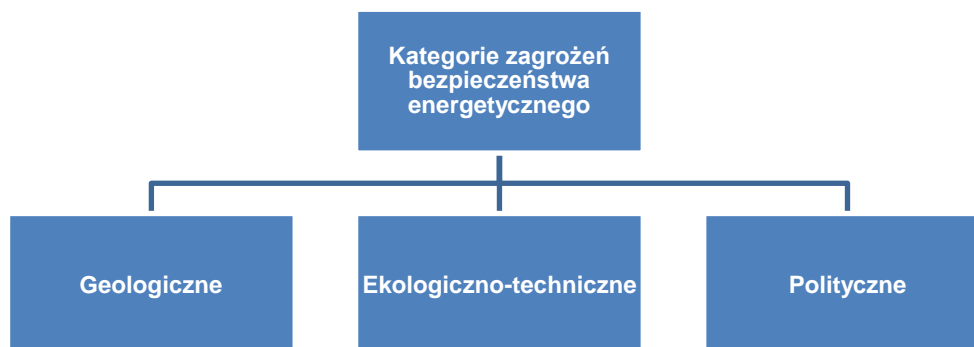 Kategorie zagrożeń
bezpieczeństwa
energetycznego
Geologiczne
Ekologiczno-techniczne
Polityczne